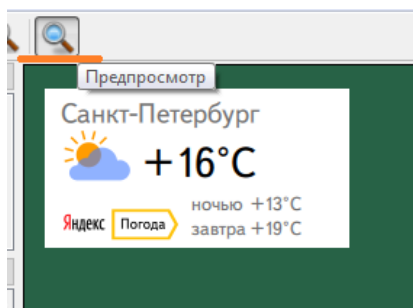 Предпросмотр
Санкт-Петербург
+16°C
ночью +13°C
Яндекс Погода
завтра +19°C